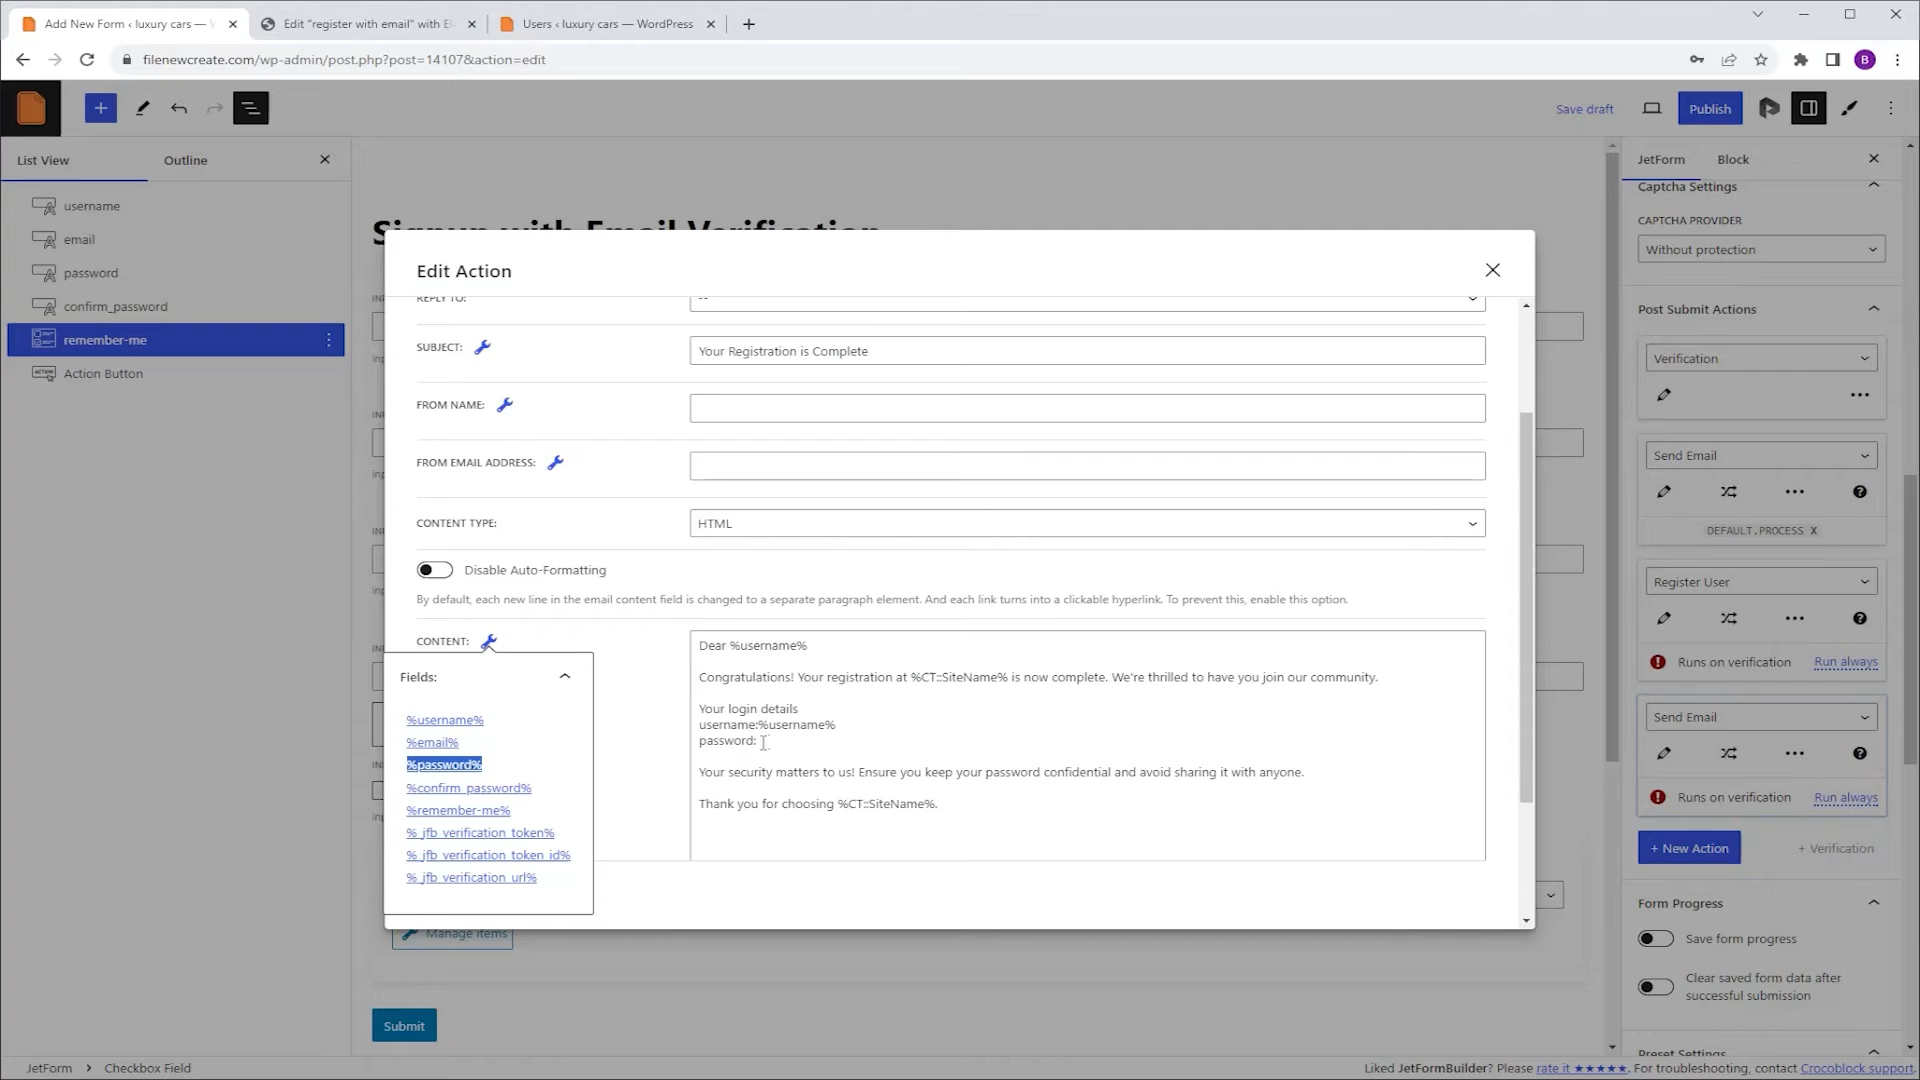 Add New Form ‹ luxury cars —
Edit "register with email" with El
Users ‹ luxury cars — WordPress
filenewcreate.com/wp-admin/post.php?post=14107&action=edit
B
Save draft
Publish
List View
Outline
username
email
password
confirm_password
remember-me
Action Button
Signup with Email Verification
Edit Action
REPLY TO:
--
SUBJECT:
Your Registration is Complete
FROM NAME:
FROM EMAIL ADDRESS:
CONTENT TYPE:
HTML
Disable Auto-Formatting
By default, each new line in the email content field is changed to a separate paragraph element. And each link turns into a clickable hyperlink. To prevent this, enable this option.
CONTENT:
Fields:
%username%
%email%
%password%
%confirm_password%
%remember-me%
%_jfb_verification_token%
%_jfb_verification_token_id%
%_jfb_verification_url%
Dear %username%
Congratulations! Your registration at %CT::SiteName% is now complete. We're thrilled to have you join our community.
Your login details
username:%username%
password:
Your security matters to us! Ensure you keep your password confidential and avoid sharing it with anyone.
Thank you for choosing %CT::SiteName%.
Manage items
Submit
JetForm
Block
Captcha Settings
CAPTCHA PROVIDER
Without protection
Post Submit Actions
Verification
Send Email
DEFAULT.PROCESS X
Register User
Runs on verification
Run always
Send Email
Runs on verification
Run always
+ New Action
+ Verification
Form Progress
Save form progress
Clear saved form data after
successful submission
Preset Settings
JetForm > Checkbox Field
Liked JetFormBuilder? Please rate it ★★★★★. For troubleshooting, contact Crocoblock support.